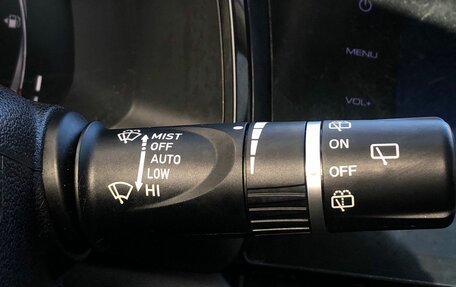 MENU
VOL+
MIST
OFF
AUTO
LOW
HI
ON
OFF